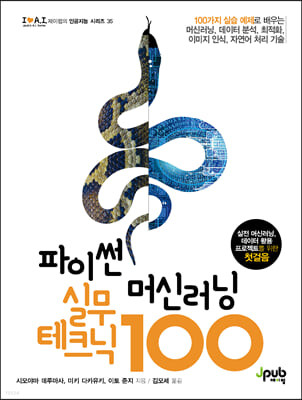 I ♥ A.I. 제이펍의 인공지능 시리즈 35
100가지 실습 예제로 배우는
머신러닝, 데이터 분석, 최적화,
이미지 인식, 자연어 처리 기술
실전 머신러닝,
데이터 활용
프로젝트를 위한
첫걸음
파이썬
실무 머신러닝
테크닉 100
시모야마 데루마사, 미키 다카유키, 이토 준지 지음 / 김모세 옮김
Jpub
제이펍